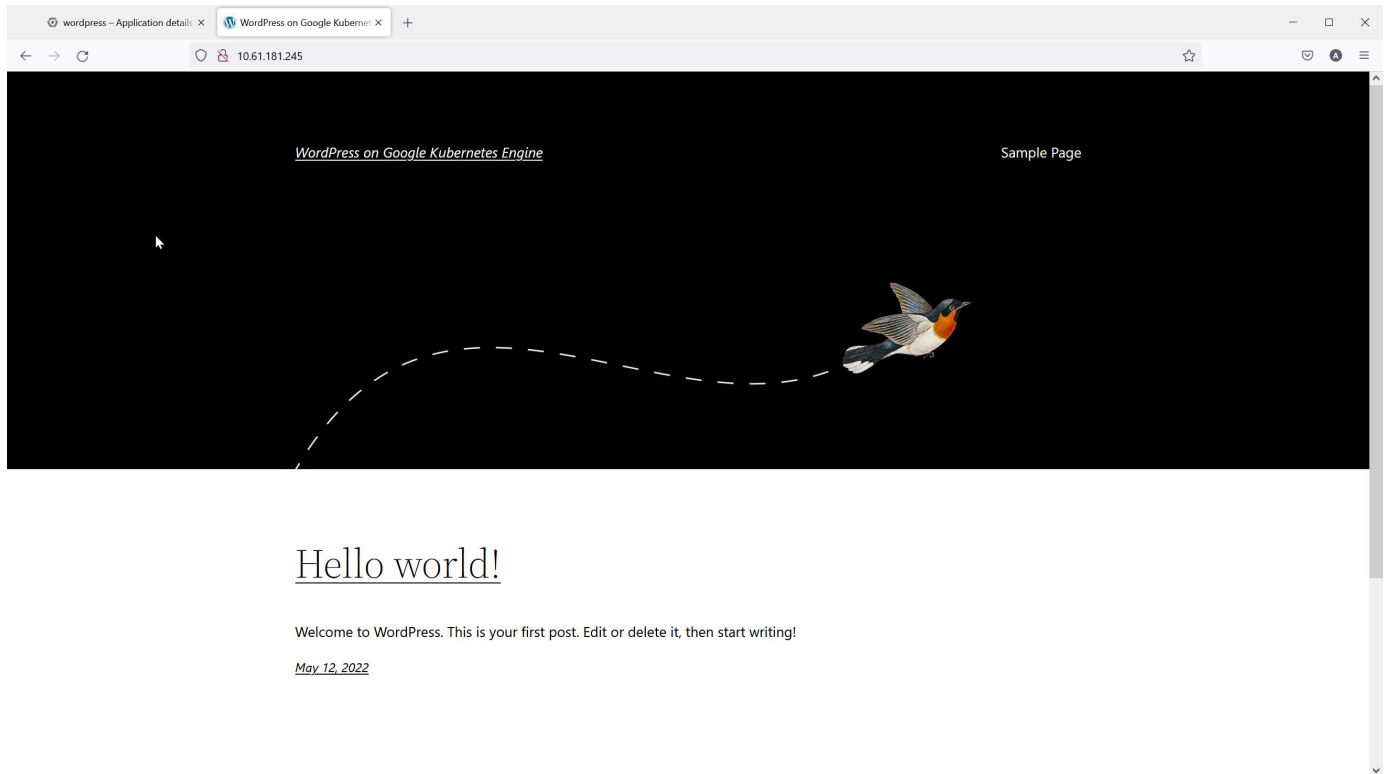 wordpress – Application details
WordPress on Google Kubernet
10.61.181.245
A
WordPress on Google Kubernetes Engine
Sample Page
Hello world!
Welcome to WordPress. This is your first post. Edit or delete it, then start writing!
May 12, 2022